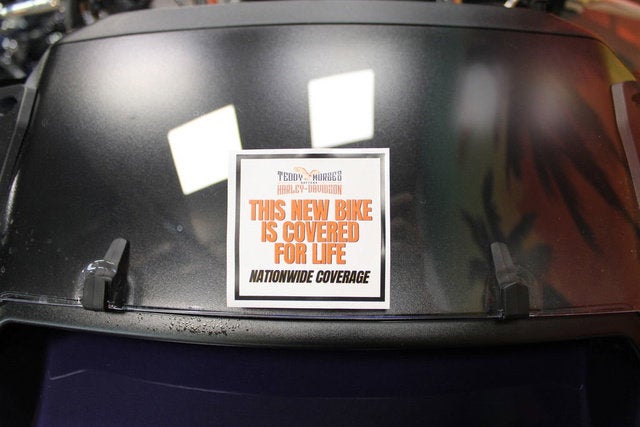 TEDDY MORSE'S
HARLEY-DAVIDSON
THIS NEW BIKE
IS COVERED
FOR LIFE
NATIONWIDE COVERAGE